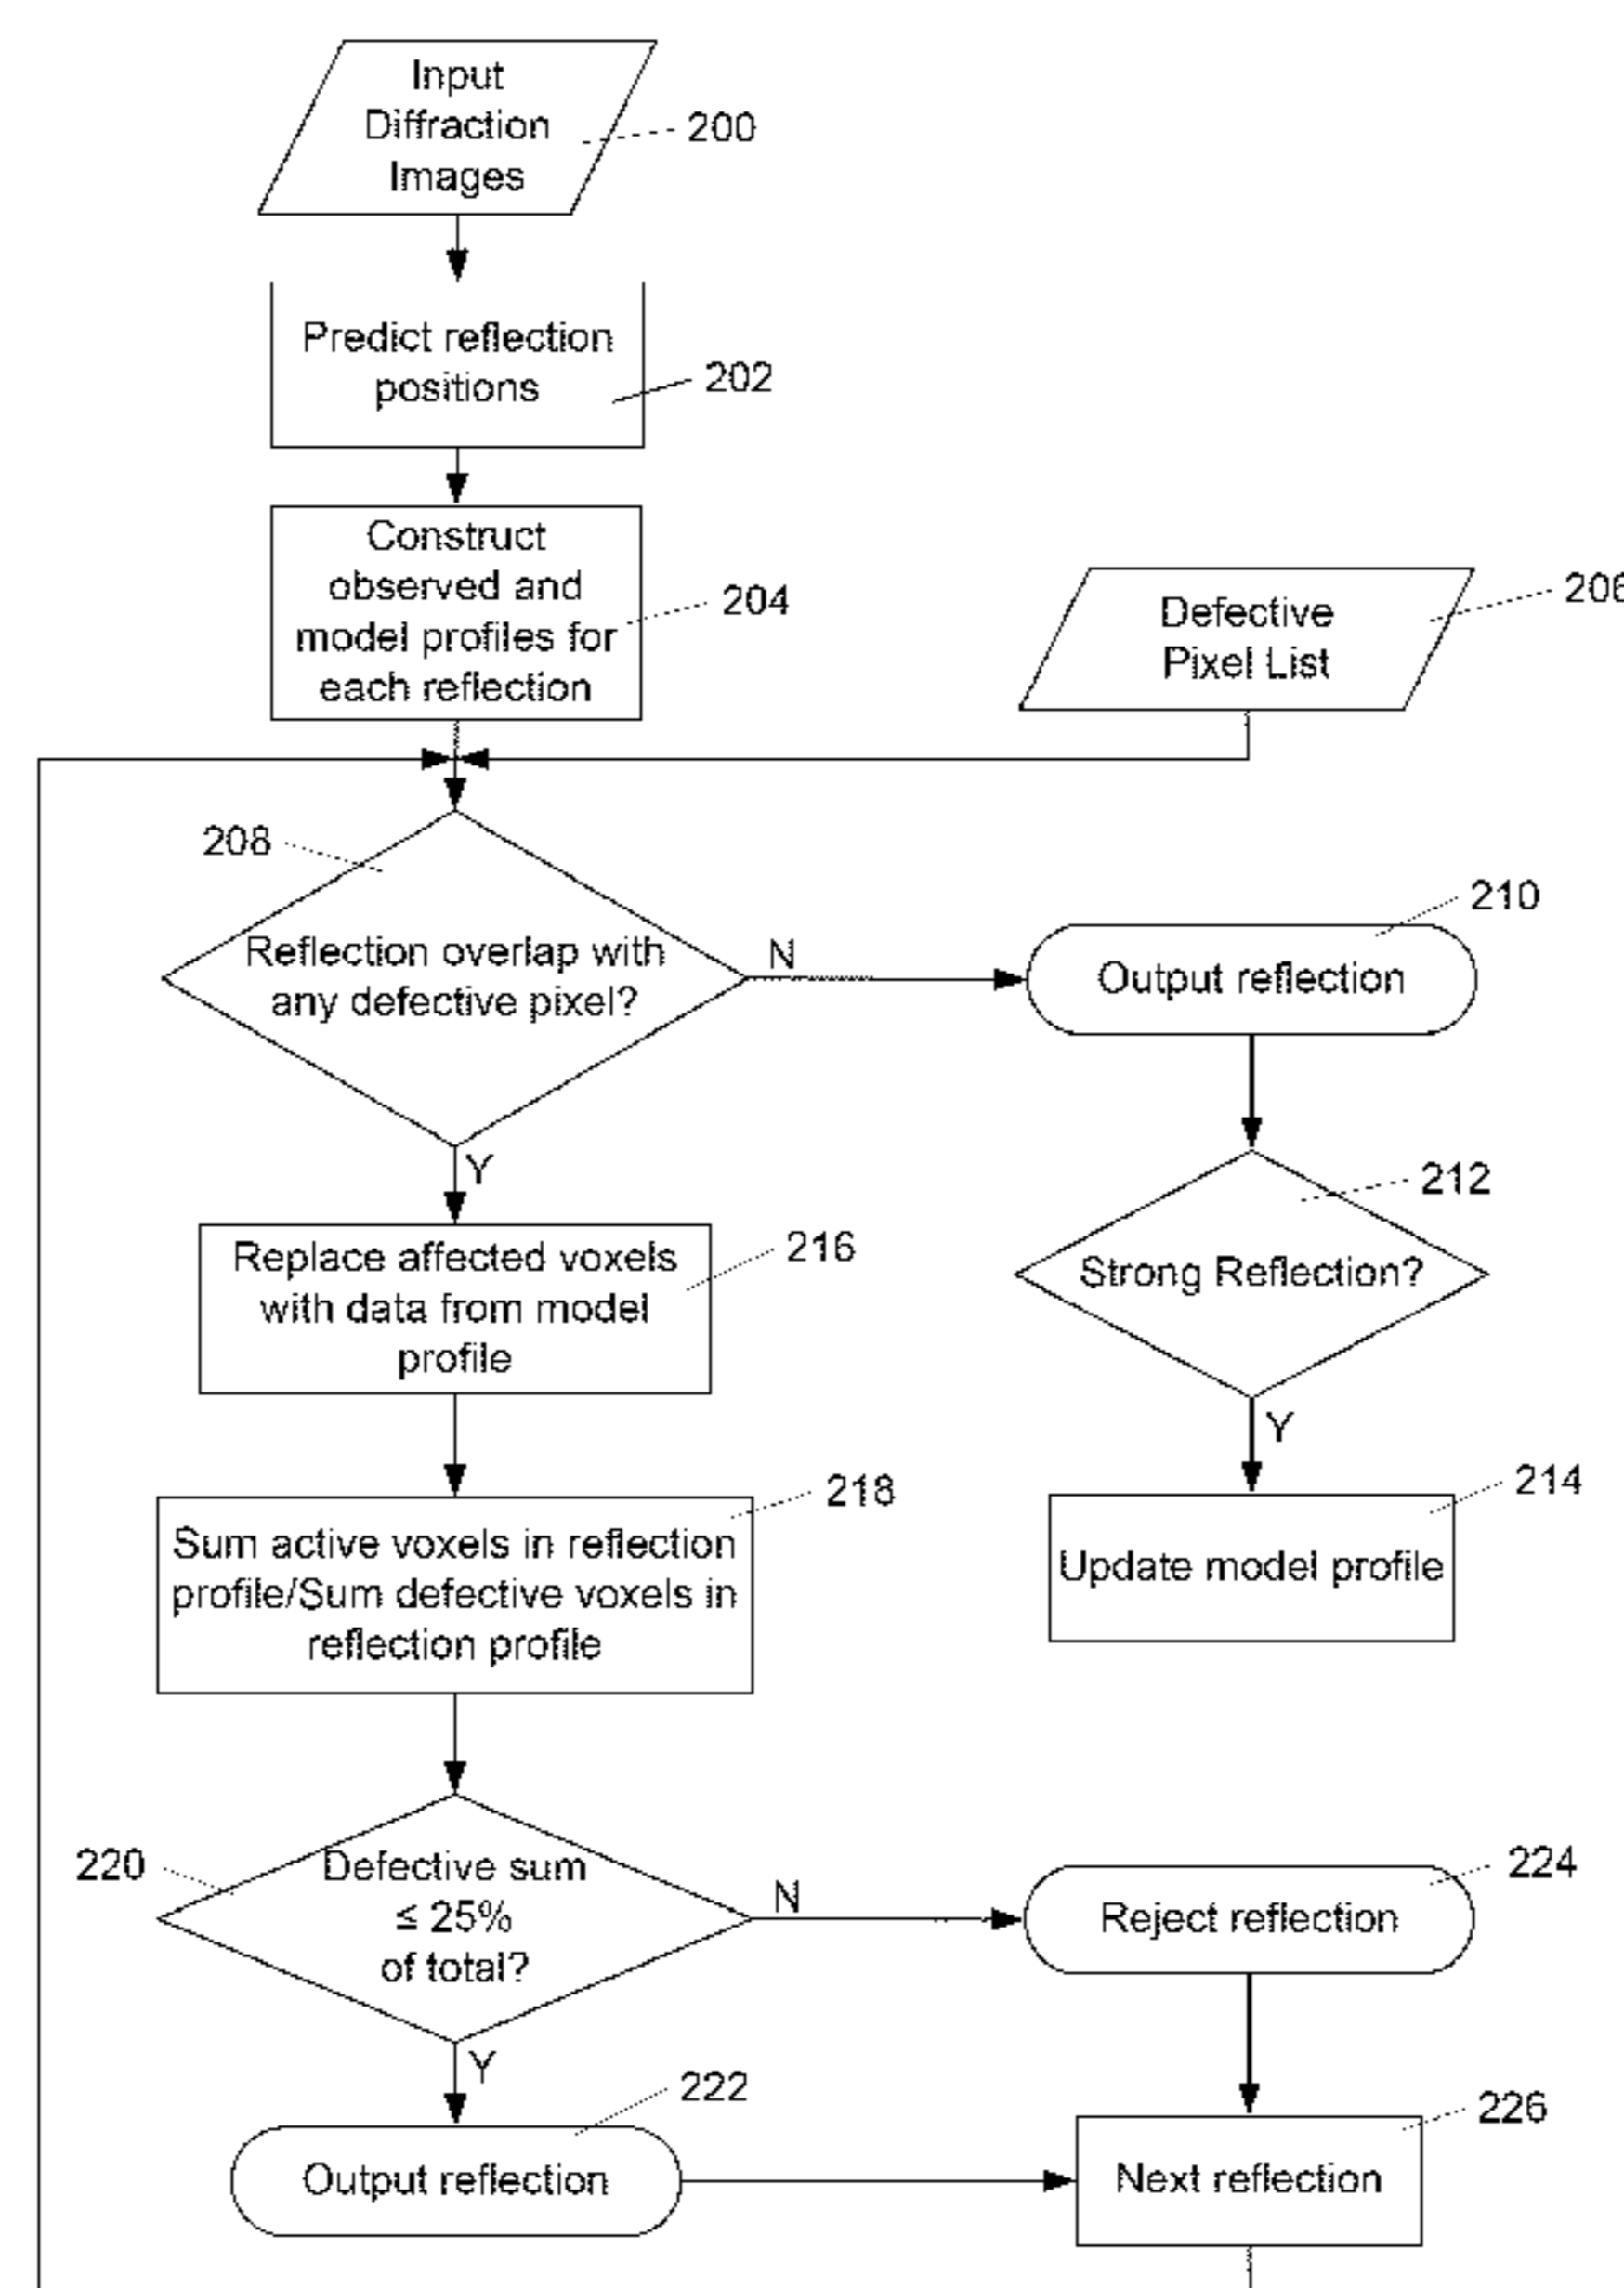 Input
Diffraction
Images
200
Predict reflection
positions
202
Construct
observed and
model profiles for
each reflection
204
Defective
Pixel List
206
208
Reflection overlap with
any defective pixel?
N
Y
210
Output reflection
212
Strong Reflection?
Y
216
Replace affected voxels
with data from model
profile
214
Update model profile
218
Sum active voxels in reflection
profile/Sum defective voxels in
reflection profile
220
Defective sum
≤ 25%
of total?
N
Y
224
Reject reflection
222
Output reflection
226
Next reflection